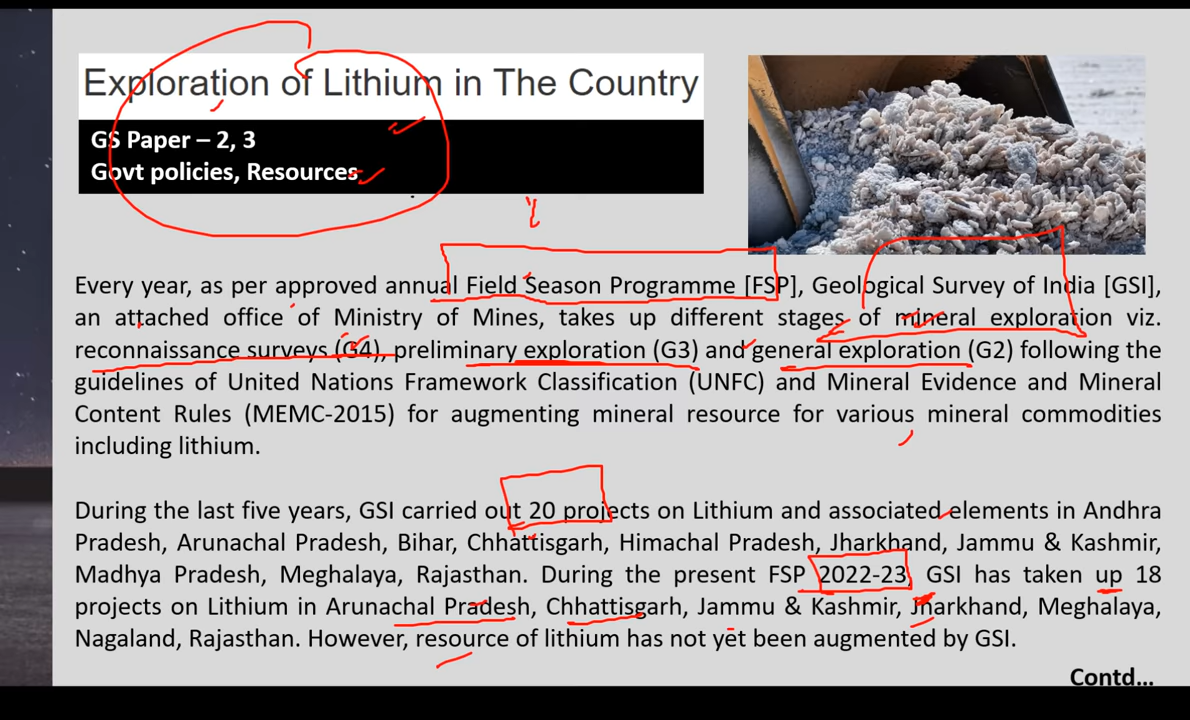 Exploration of Lithium in The Country
GS Paper – 2, 3
Govt policies, Resources
Every year, as per approved annual Field Season Programme [FSP], Geological Survey of India [GSI],
an attached office of Ministry of Mines, takes up different stages of mineral exploration viz.
reconnaissance surveys (G4), preliminary exploration (G3) and general exploration (G2) following the
guidelines of United Nations Framework Classification (UNFC) and Mineral Evidence and Mineral
Content Rules (MEMC-2015) for augmenting mineral resource for various mineral commodities
including lithium.
During the last five years, GSI carried out 20 projects on Lithium and associated elements in Andhra
Pradesh, Arunachal Pradesh, Bihar, Chhattisgarh, Himachal Pradesh, Jharkhand, Jammu & Kashmir,
Madhya Pradesh, Meghalaya, Rajasthan. During the present FSP 2022-23, GSI has taken up 18
projects on Lithium in Arunachal Pradesh, Chhattisgarh, Jammu & Kashmir, Jharkhand, Meghalaya,
Nagaland, Rajasthan. However, resource of lithium has not yet been augmented by GSI.
Contd...